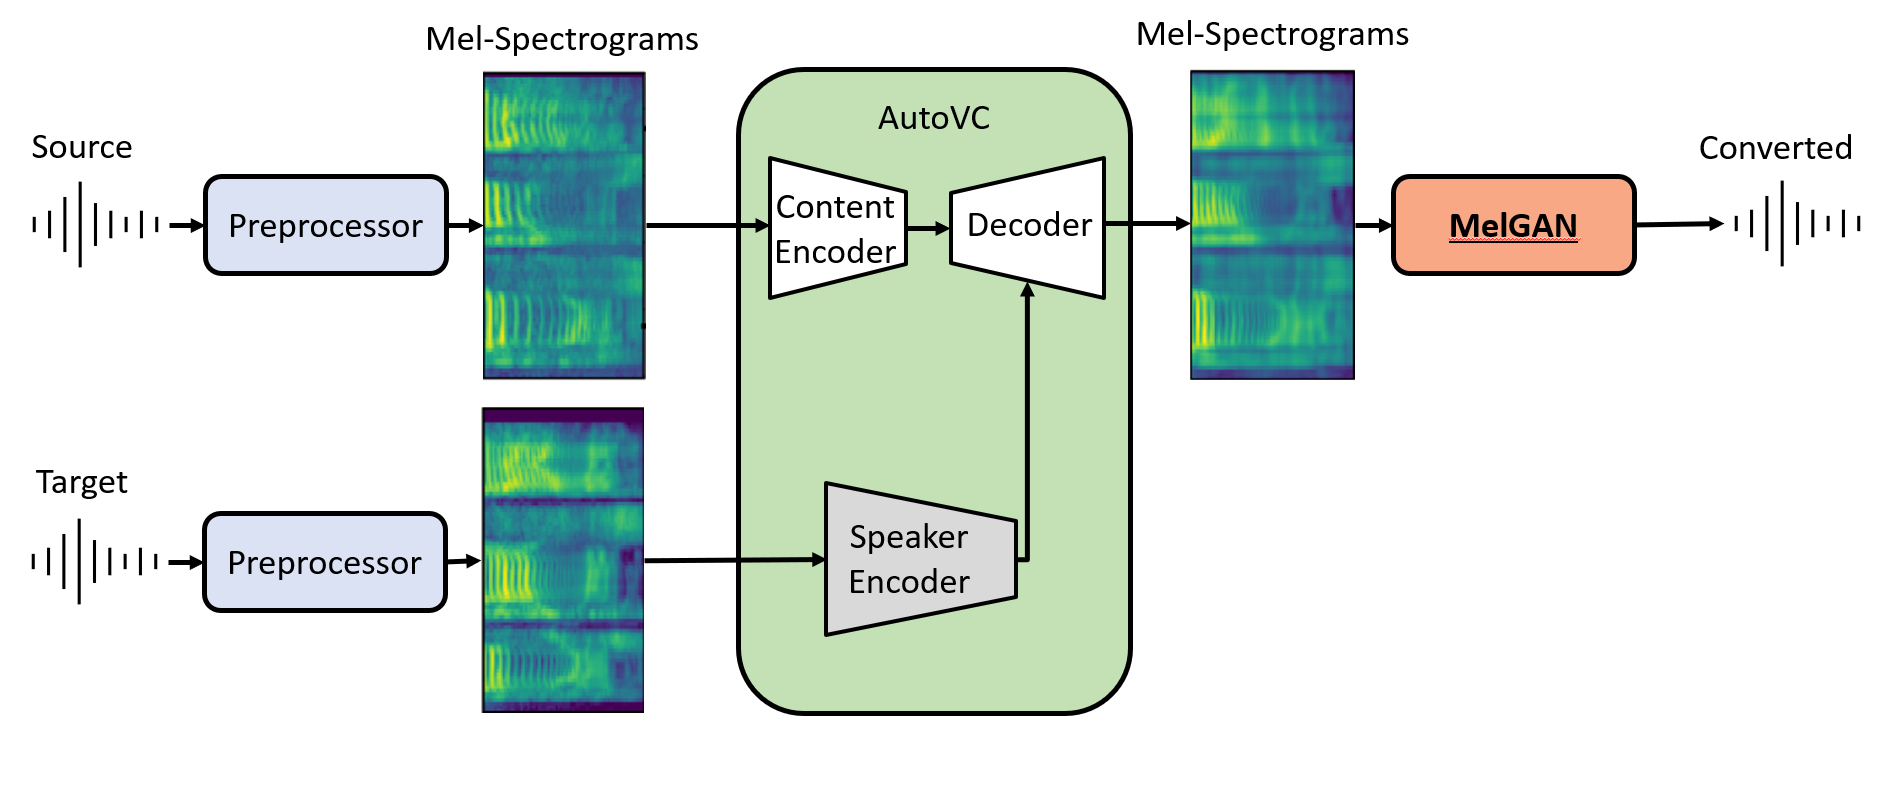 Mel-Spectrograms
Mel-Spectrograms
AutoVC
Source
Converted
Preprocessor
Content
Encoder
Decoder
MelGAN
Target
Preprocessor
Speaker
Encoder